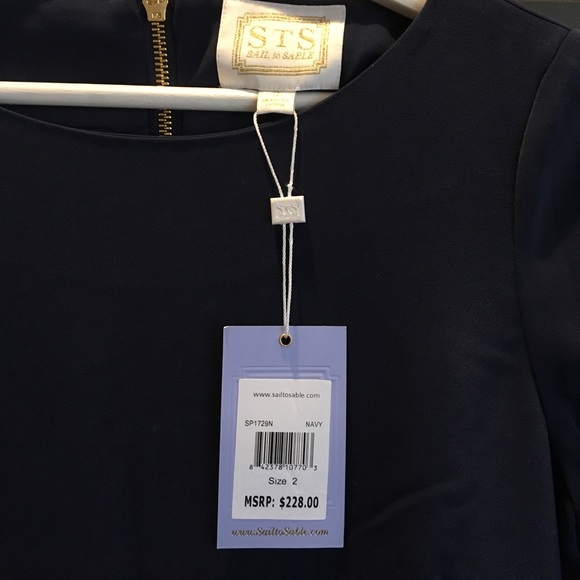 STS
SAIL to SABLE
STS
www.sailtosable.com
SP1729N NAVY
8 42378 10770 3
Size 2
MSRP: $228.00
www.SailtoSable.com